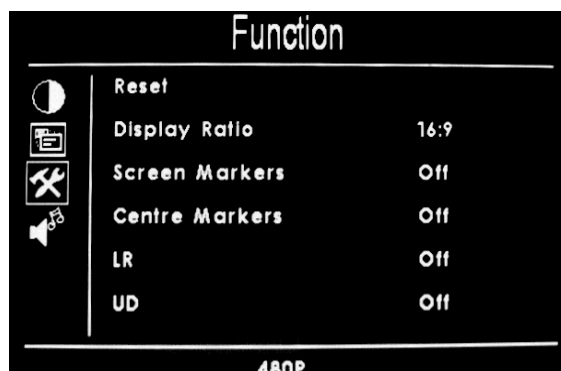 Function
Reset
Display Ratio 16:9
Screen Markers Off
Centre Markers Off
LR Off
UD Off
480P